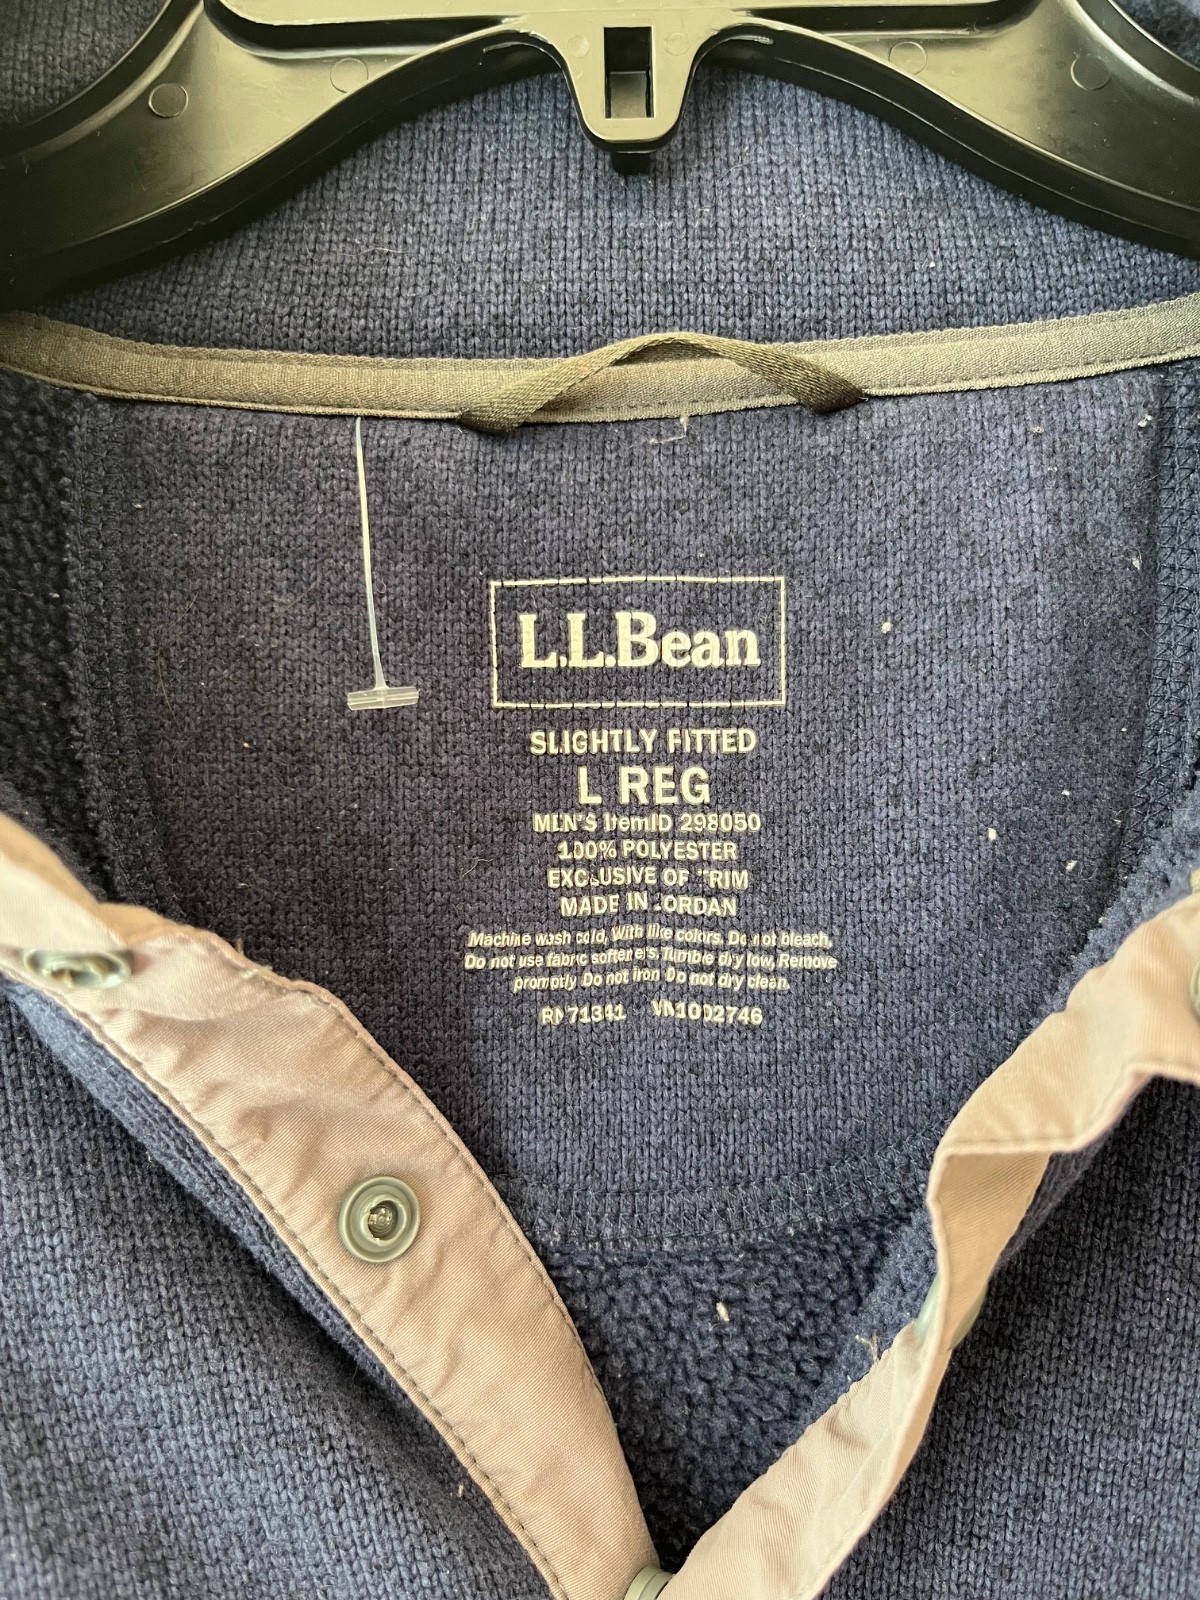 L.L.Bean
SLIGHTLY FITTED
L REG
MEN'S ItemID 298050
100% POLYESTER
EXCLUSIVE OF TRIM
MADE IN JORDAN
Machine wash cold, With like colors, Do not bleach,
Do not use fabric softeners, Tumble dry low, Remove
promptly Do not iron Do not dry clean.
RN71341 VN1002746